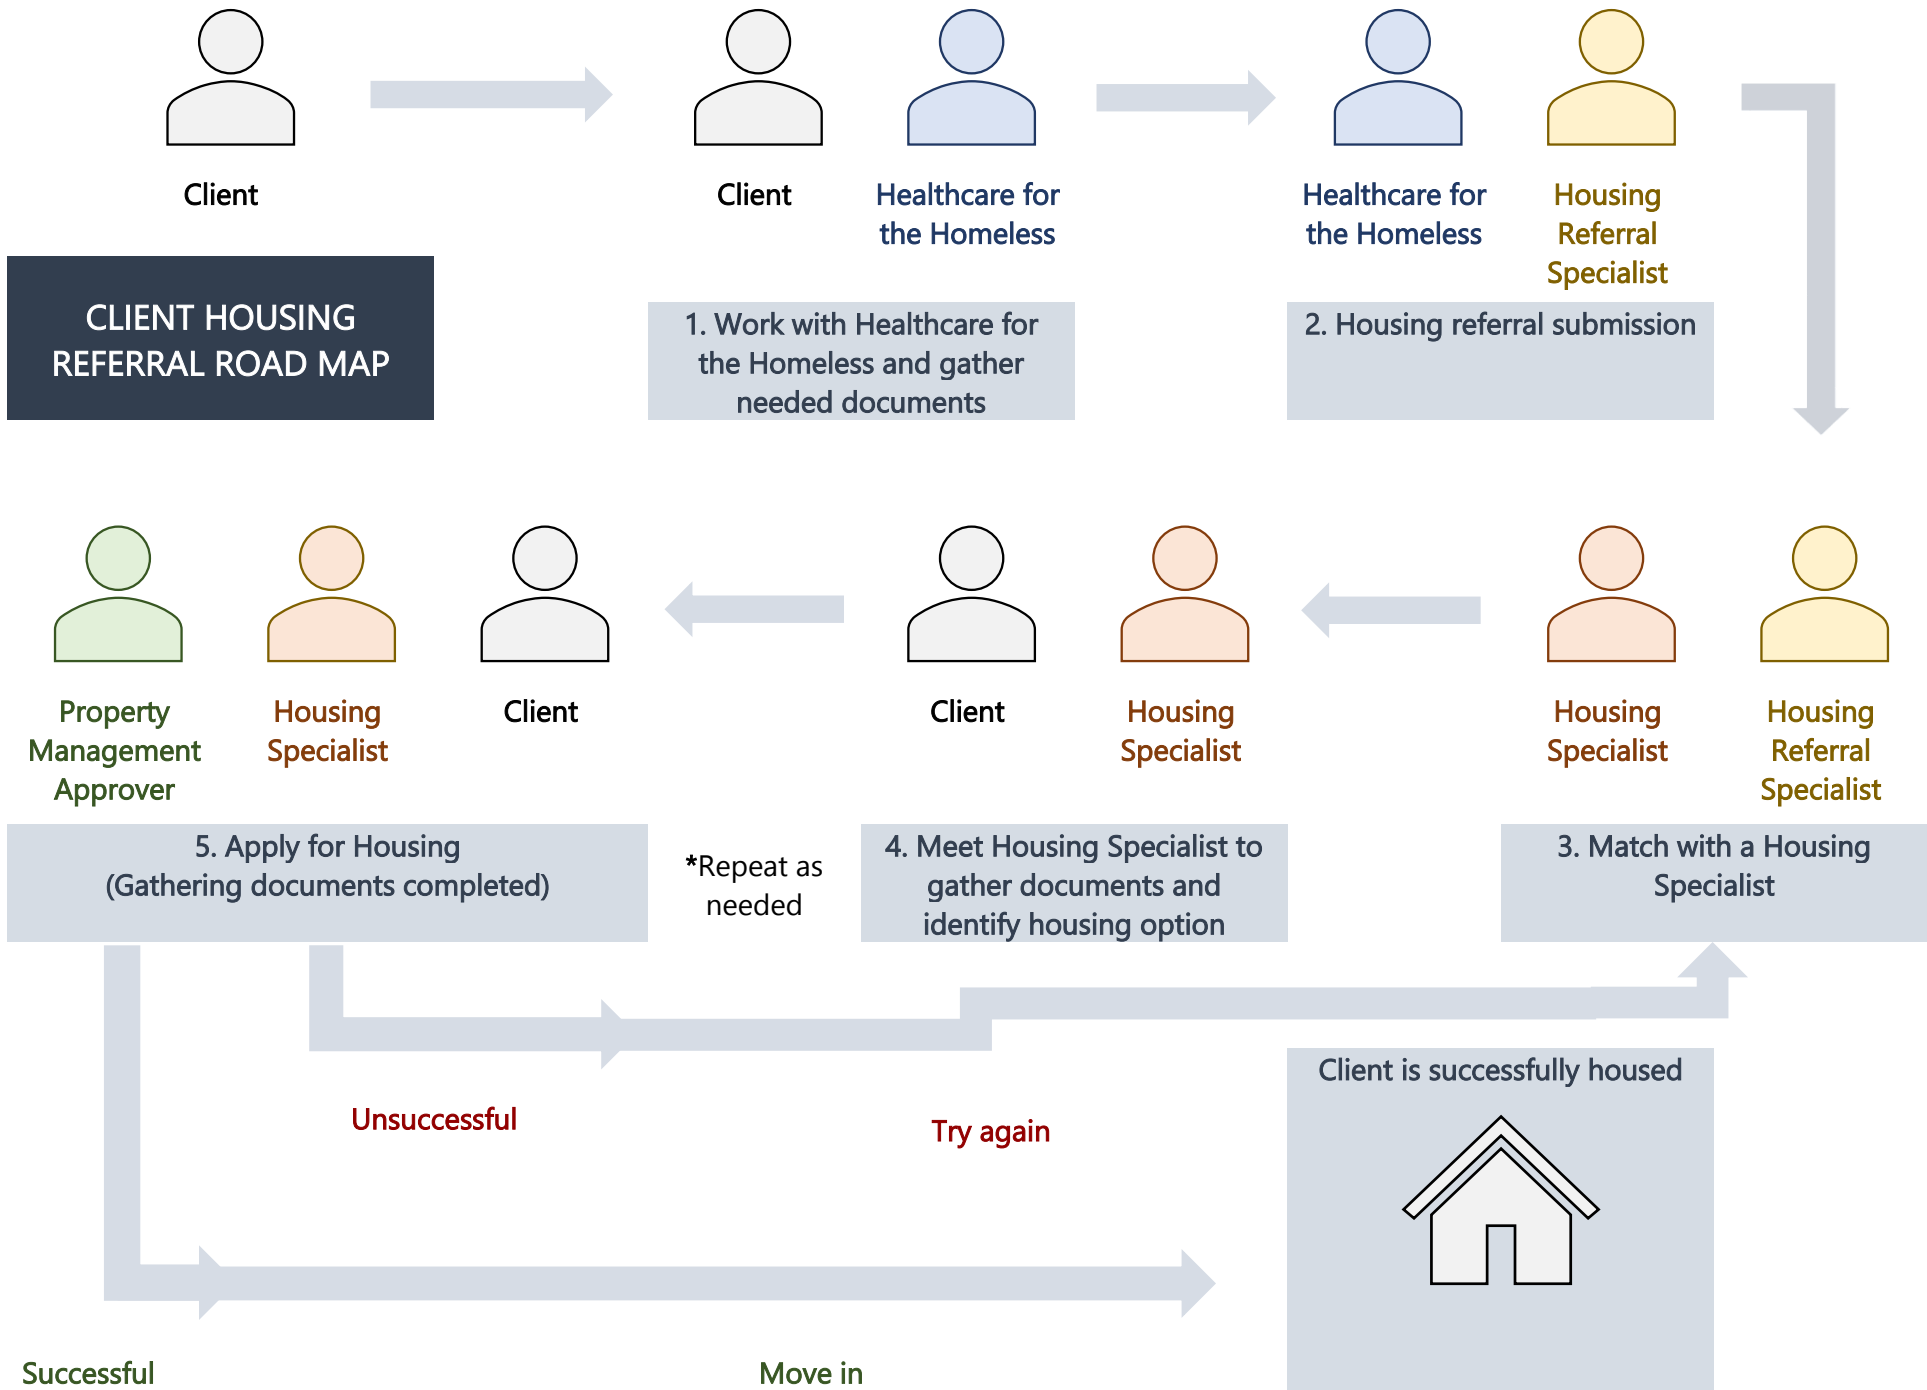 Client
Client
Healthcare for
the Homeless
Healthcare for
the Homeless
Housing
Referral
Specialist
CLIENT HOUSING
REFERRAL ROAD MAP
1. Work with Healthcare for
the Homeless and gather
needed documents
2. Housing referral submission
Property
Management
Approver
Housing
Specialist
Client
Client
Housing
Specialist
Housing
Specialist
Housing
Referral
Specialist
5. Apply for Housing
(Gathering documents completed)
*Repeat as
needed
4. Meet Housing Specialist to
gather documents and
identify housing option
3. Match with a Housing
Specialist
Unsuccessful
Try again
Client is successfully housed
Successful
Move in